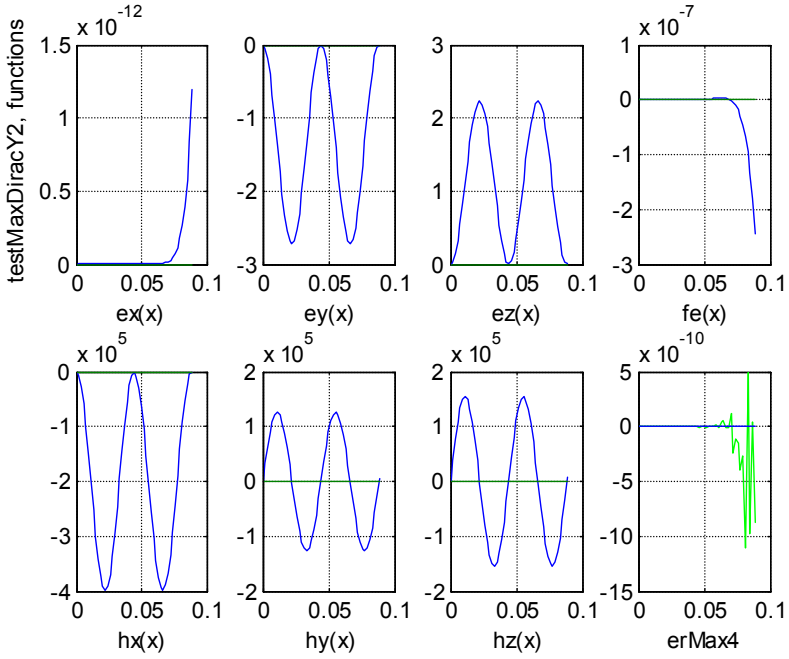 testMaxDiracY2, functions
x 10^-12
1.5
1
0.5
0
0 0.05 0.1
ex(x)
0
-1
-2
-3
0 0.05 0.1
ey(x)
3
2
1
0
0 0.05 0.1
ez(x)
x 10^-7
1
0
-1
-2
-3
0 0.05 0.1
fe(x)
x 10^5
0
-1
-2
-3
-4
0 0.05 0.1
hx(x)
x 10^5
2
1
0
-1
-2
0 0.05 0.1
hy(x)
x 10^5
2
1
0
-1
-2
0 0.05 0.1
hz(x)
x 10^-10
5
0
-5
-10
-15
0 0.05 0.1
erMax4